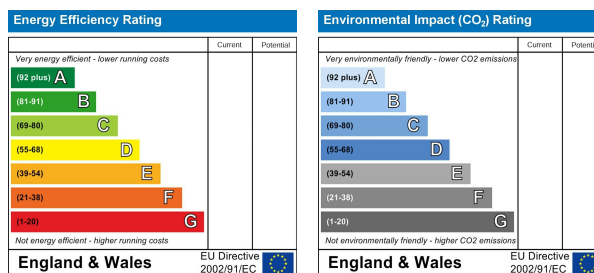 Energy Efficiency Rating
Current Potential
Very energy efficient - lower running costs
(92 plus) A
(81-91) B
(69-80) C
(55-68) D
(39-54) E
(21-38) F
(1-20) G
Not energy efficient - higher running costs
England & Wales
EU Directive
2002/91/EC
Environmental Impact (CO₂) Rating
Current Potential
Very environmentally friendly - lower CO2 emissions
(92 plus) A
(81-91) B
(69-80) C
(55-68) D
(39-54) E
(21-38) F
(1-20) G
Not environmentally friendly - higher CO2 emissions
England & Wales
EU Directive
2002/91/EC